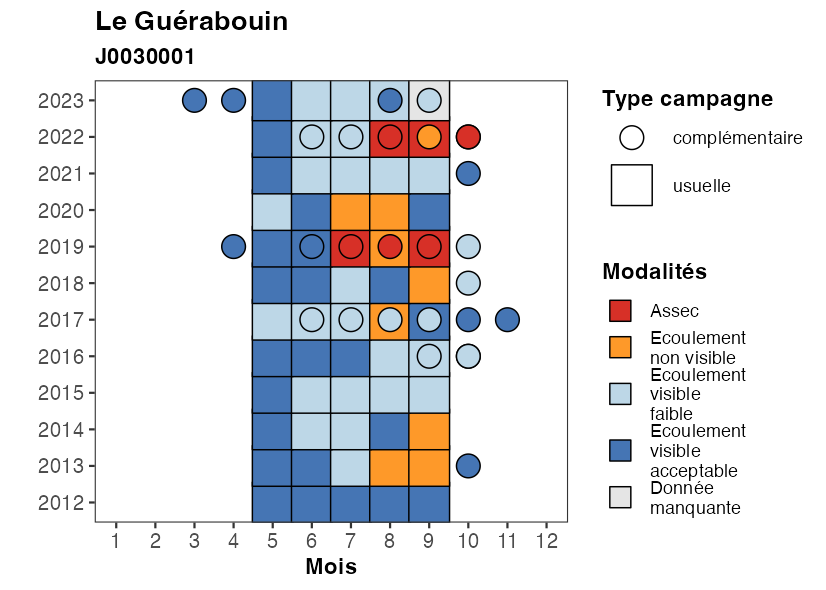 Le Guérabouin
J0030001
2023
2022
2021
2020
2019
2018
2017
2016
2015
2014
2013
2012
1 2 3 4 5 6 7 8 9 10 11 12
Mois
Type campagne
complémentaire
usuelle
Modalités
Assec
Ecoulement
non visible
Ecoulement
visible
faible
Ecoulement
visible
acceptable
Donnée
manquante